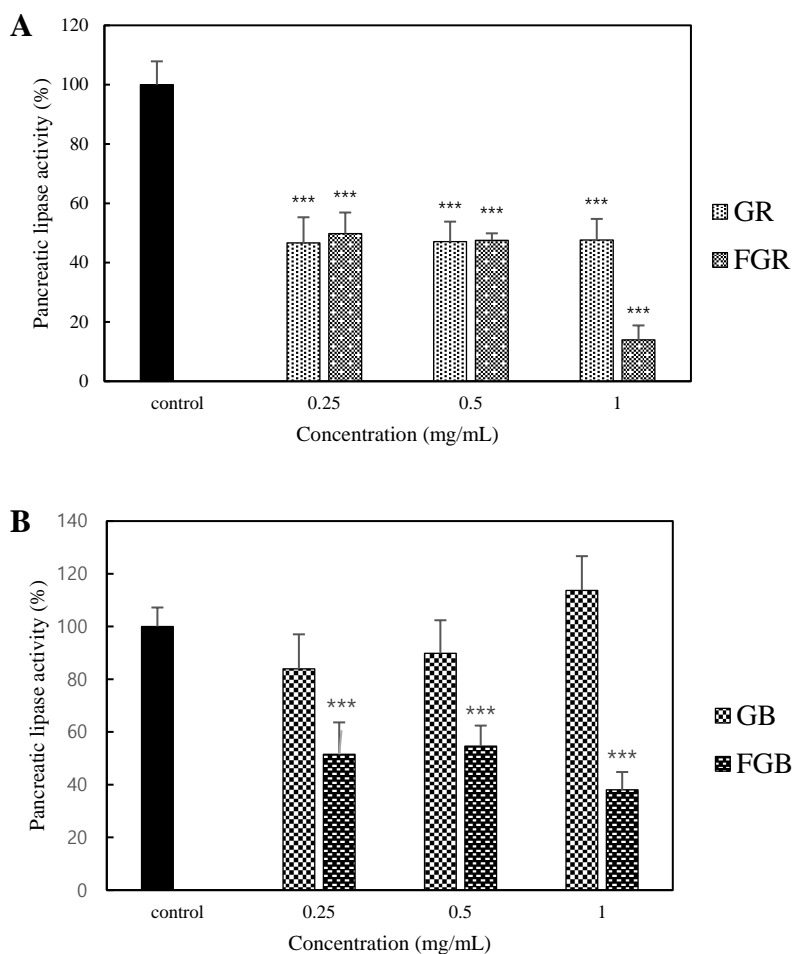 A
120
100
80
60
40
20
0
Pancreatic lipase activity (%)
*** *** *** *** *** ***
GR
FGR
control 0.25 0.5 1
Concentration (mg/mL)
B
140
120
100
80
60
40
20
0
Pancreatic lipase activity (%)
*** *** ***
GB
FGB
control 0.25 0.5 1
Concentration (mg/mL)